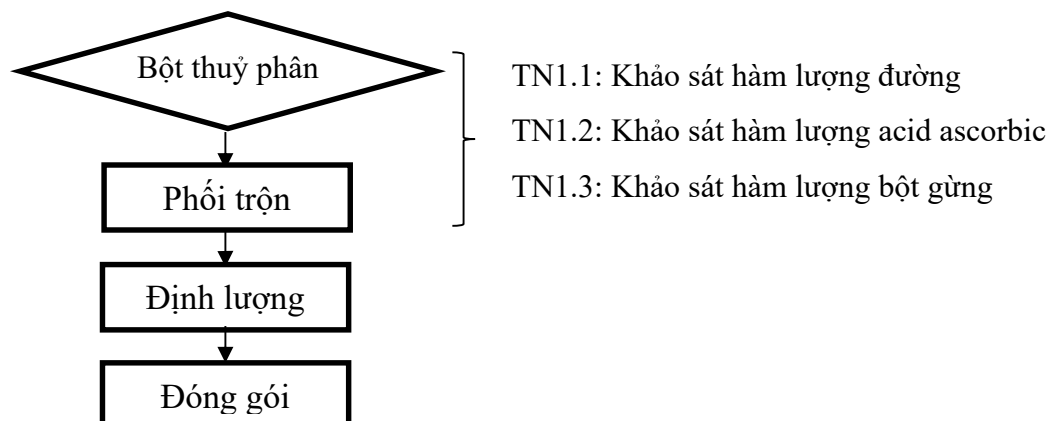 Bột thuỷ phân
TN1.1: Khảo sát hàm lượng đường
TN1.2: Khảo sát hàm lượng acid ascorbic
TN1.3: Khảo sát hàm lượng bột gừng
Phối trộn
Định lượng
Đóng gói